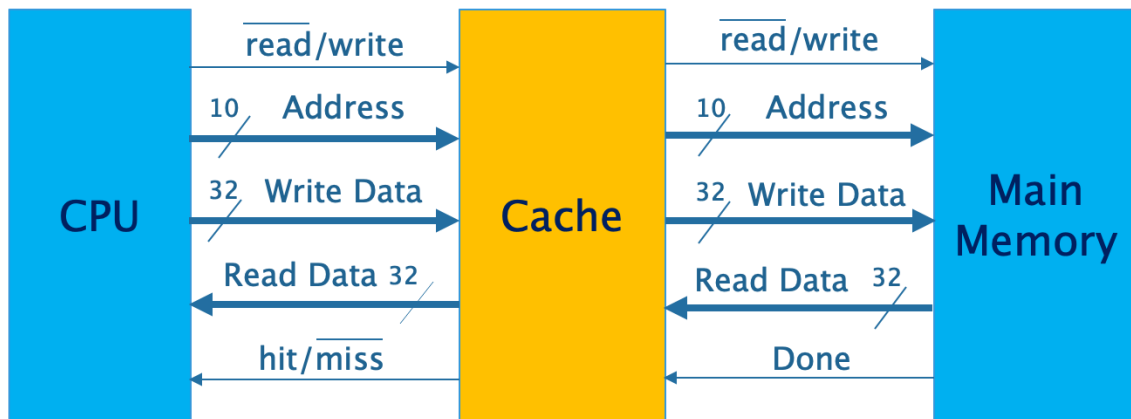 CPU
read/write
10 Address
32 Write Data
Read Data 32
hit/miss
Cache
read/write
10 Address
32 Write Data
Read Data 32
Done
Main
Memory